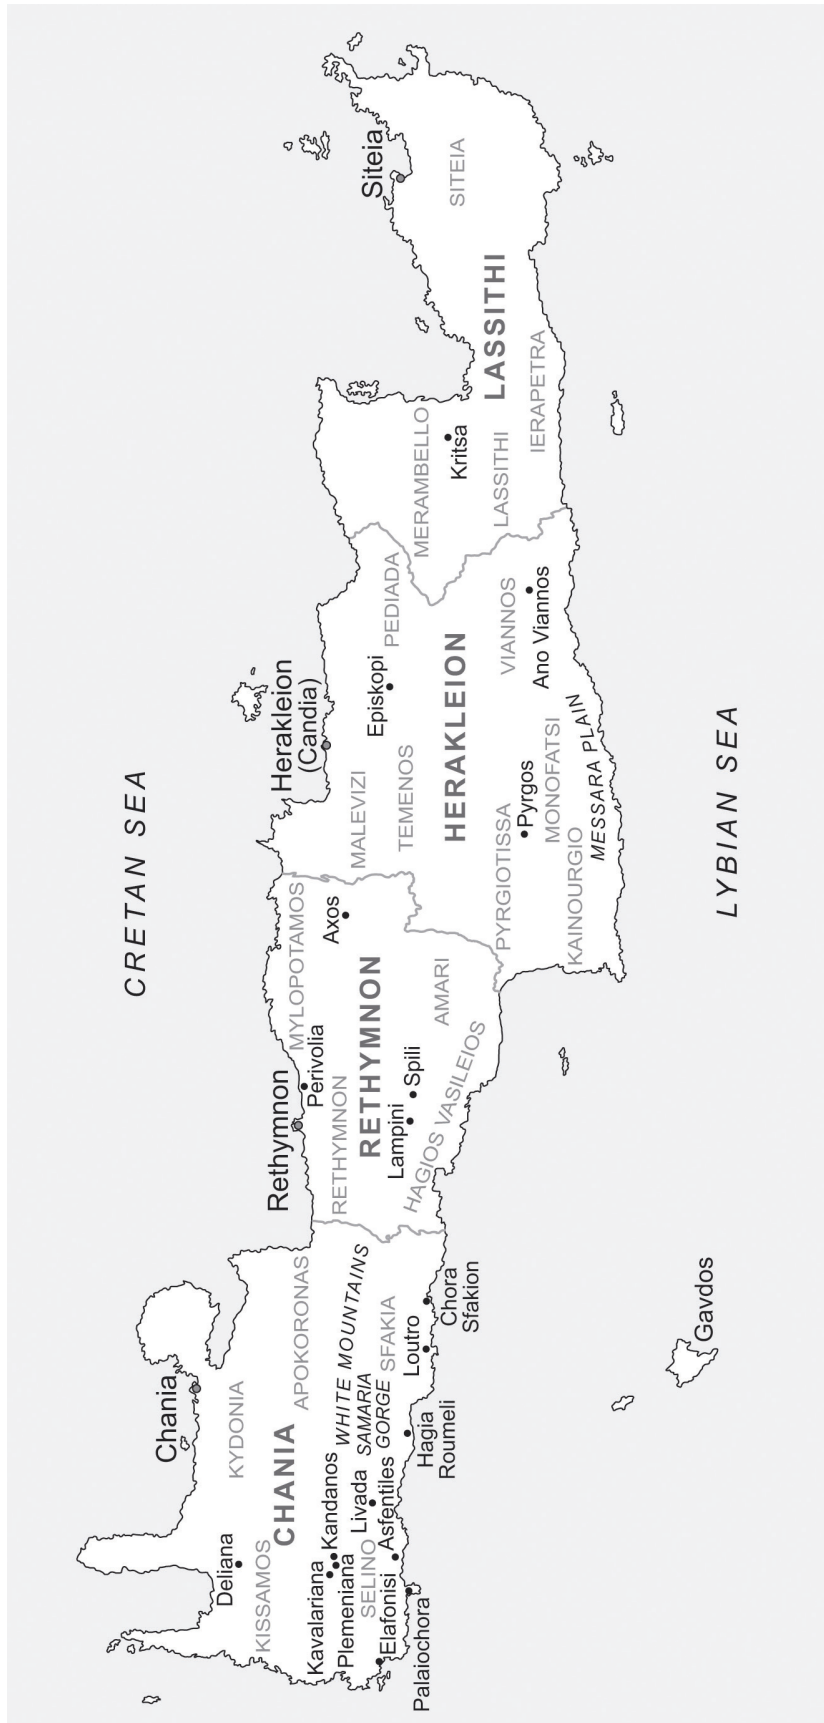 CRETAN SEA
Chania
Rethymnon
Herakleion
(Candia)
Siteia
Deliana
KISSAMOS
KYDONIA
CHANIA
APOKORONAS
Kavalariana
Kandanos
Plemeniana
WHITE MOUNTAINS
Livada
SAMARIA
GORGE
SELINO
Elafonisi
Asfentiles
SFAKIA
Palaiochora
Hagia
Roumeli
Loutro
Chora
Sfakion
Gavdos
MYLOPOTAMOS
Perivolia
Axos
RETHYMNON
RETHYMNON
Lampini
Spili
AMARI
HAGIOS VASILEIOS
MALEVIZI
TEMENOS
Episkopi
PEDIADA
HERAKLEION
PYRGIOTISSA
Pyrgos
VIANNOS
Ano Viannos
MONOFATSI
KAINOURGIO
MESSARA PLAIN
MERAMBELLO
Kritsa
LASSITHI
LASSITHI
IERAPETRA
SITEIA
LYBIAN SEA